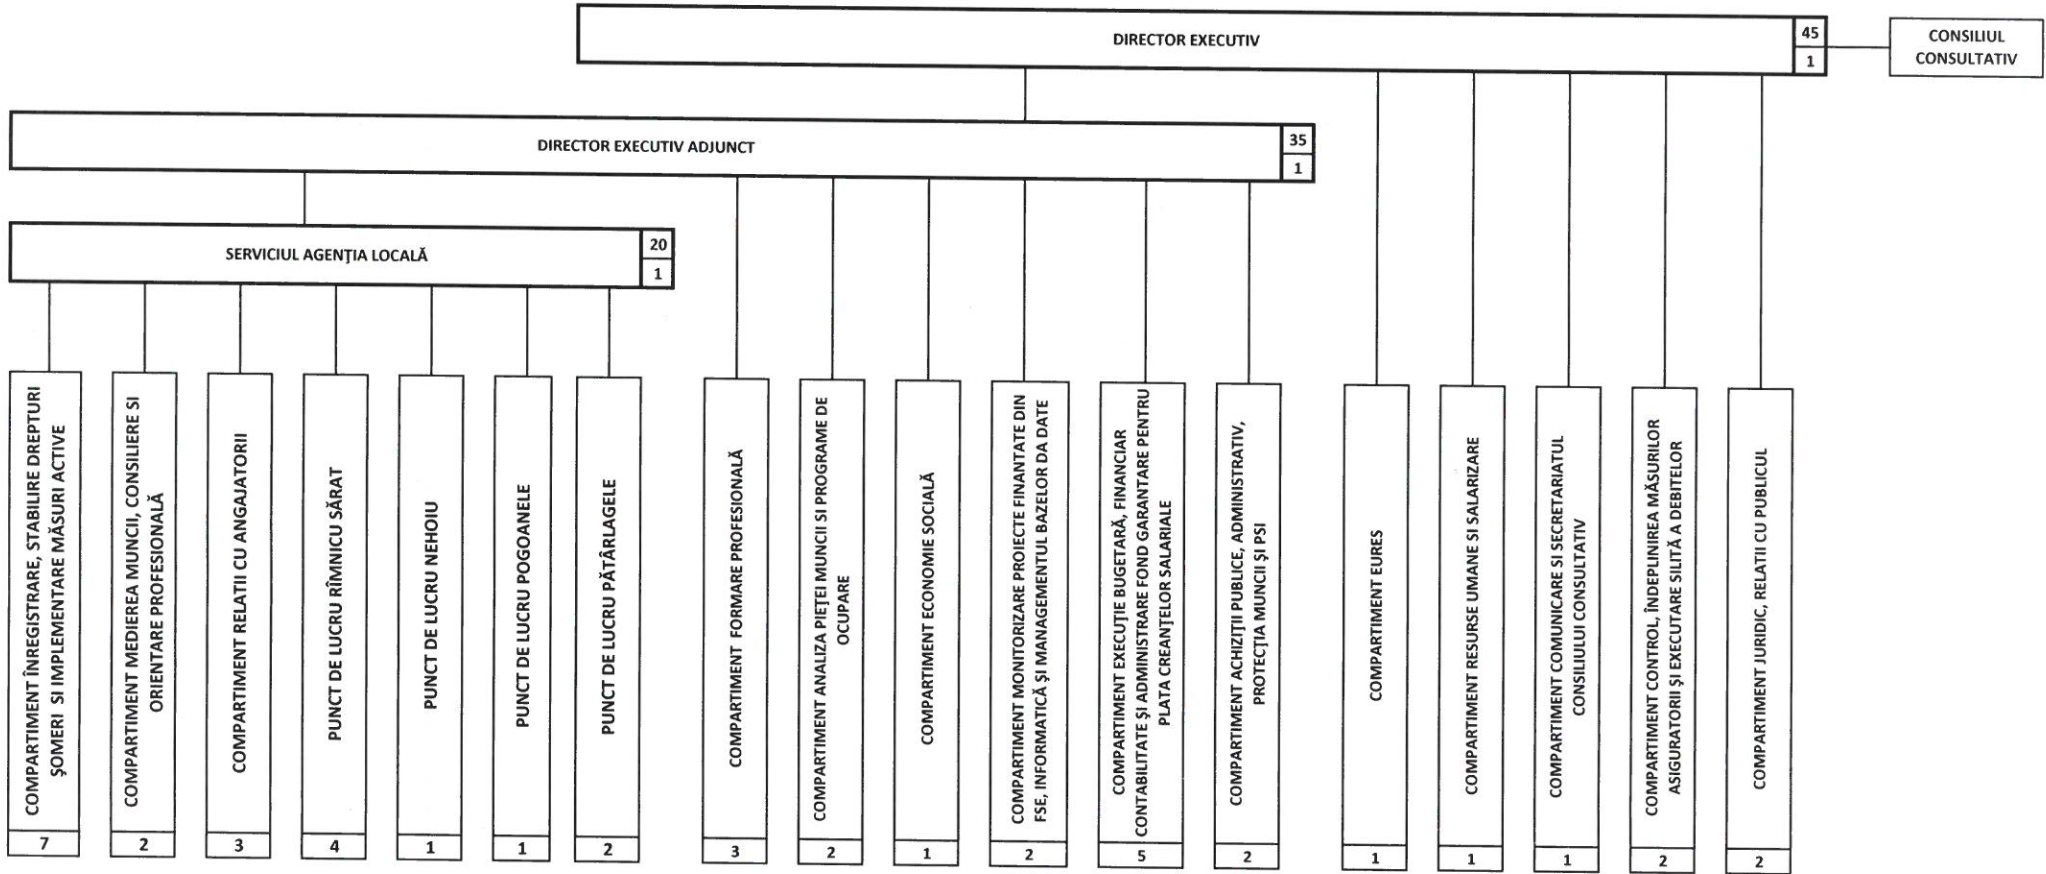 DIRECTOR EXECUTIV
45
1
CONSILIUL
CONSULTATIV
DIRECTOR EXECUTIV ADJUNCT
35
1
SERVICIUL AGENŢIA LOCALĂ
20
1
COMPARTIMENT ÎNREGISTRARE, STABILIRE DREPTURI
ŞOMERI SI IMPLEMENTARE MĂSURI ACTIVE
7
COMPARTIMENT MEDIEREA MUNCII, CONSILIERE SI
ORIENTARE PROFESIONALĂ
2
COMPARTIMENT RELATII CU ANGAJATORII
3
PUNCT DE LUCRU RÎMNICU SĂRAT
4
PUNCT DE LUCRU NEHOIU
1
PUNCT DE LUCRU POGOANELE
1
PUNCT DE LUCRU PĂTÂRLAGELE
2
COMPARTIMENT FORMARE PROFESIONALĂ
3
COMPARTIMENT ANALIZA PIEŢEI MUNCII SI PROGRAME DE
OCUPARE
2
COMPARTIMENT ECONOMIE SOCIALĂ
1
COMPARTIMENT MONITORIZARE PROIECTE FINANTATE DIN
FSE, INFORMATICĂ ŞI MANAGEMENTUL BAZELOR DA DATE
2
COMPARTIMENT EXECUŢIE BUGETARĂ, FINANCIAR
CONTABILITATE ŞI ADMINISTRARE FOND GARANTARE PENTRU
PLATA CREANŢELOR SALARIALE
5
COMPARTIMENT ACHIZIŢII PUBLICE, ADMINISTRATIV,
PROTECŢIA MUNCII ŞI PSI
2
COMPARTIMENT EURES
1
COMPARTIMENT RESURSE UMANE SI SALARIZARE
1
COMPARTIMENT COMUNICARE SI SECRETARIATUL
CONSILIULUI CONSULTATIV
1
COMPARTIMENT CONTROL, ÎNDEPLINIREA MĂSURILOR
ASIGURATORII ŞI EXECUTARE SILITĂ A DEBITELOR
2
COMPARTIMENT JURIDIC, RELATII CU PUBLICUL
2